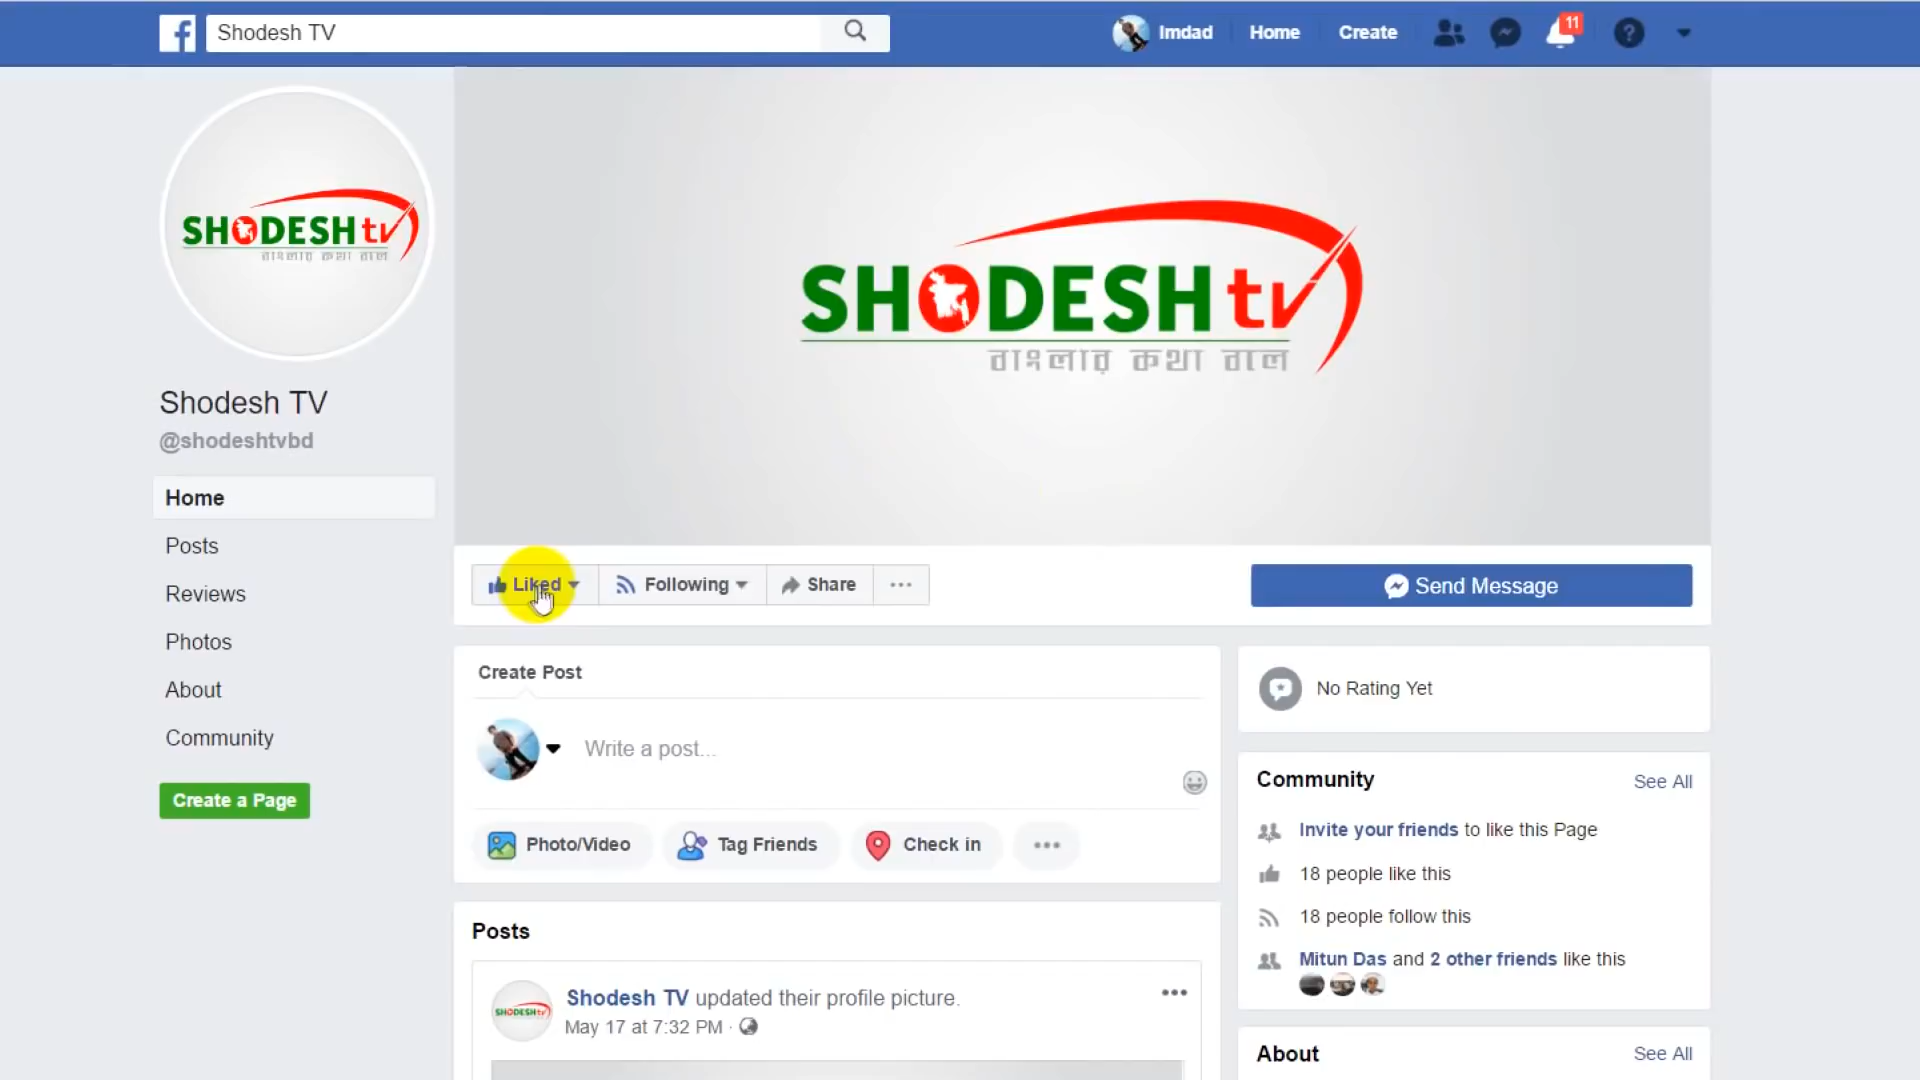 Shodesh TV
Imdad
Home
Create
11
SHODESH tv
বাংলার কথা বলে
SHODESH tv
বাংলার কথা বলে
Shodesh TV
@shodeshtvbd
Home
Posts
Reviews
Photos
About
Community
Create a Page
Liked
Following
Share
Send Message
Create Post
Write a post...
Photo/Video
Tag Friends
Check in
Posts
SHODESH tv
Shodesh TV updated their profile picture.
May 17 at 7:32 PM ·
No Rating Yet
Community
See All
Invite your friends to like this Page
18 people like this
18 people follow this
Mitun Das and 2 other friends like this
About
See All